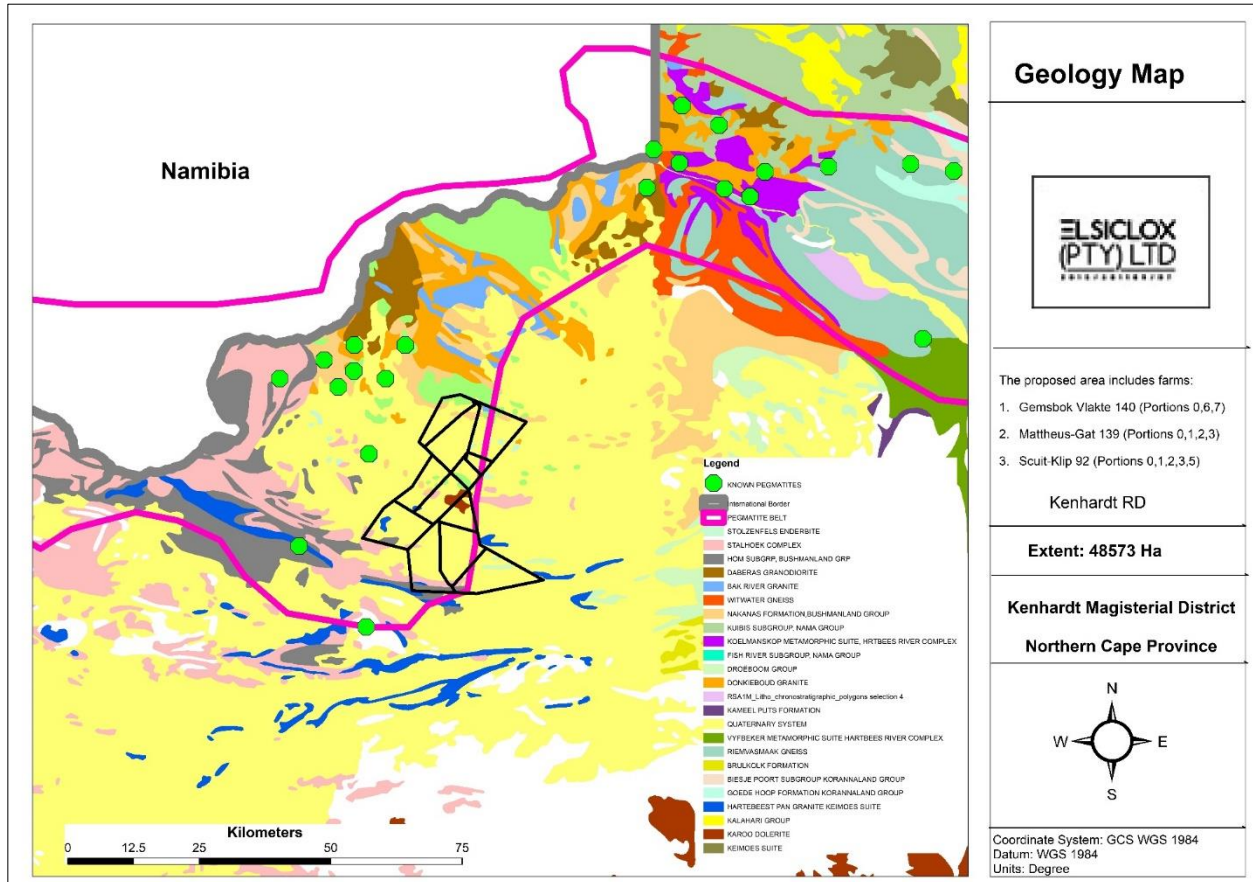 Namibia
Legend
KNOWN PEGMATITES
International Border
PEGMATITE BELT
STOLZENFELS ENDERBITE
STALHOEK COMPLEX
HOM SUBGRP, BUSHMANLAND GRP
DABERAS GRANODIORITE
BAK RIVER GRANITE
WITWATER GNEISS
NAKANAS FORMATION,BUSHMANLAND GROUP
KUIBIS SUBGROUP, NAMA GROUP
KOELMANSKOP METAMORPHIC SUITE, HRTBEES RIVER COMPLEX
FISH RIVER SUBGROUP, NAMA GROUP
DROËBOOM GROUP
DONKIEBOUD GRANITE
RSA1M_Litho_chronostratigraphic_polygons selection 4
KAMEEL PUTS FORMATION
QUATERNARY SYSTEM
VYFBEKER METAMORPHIC SUITE HARTBEES RIVER COMPLEX
RIEMVASMAAK GNEISS
BRULKOLK FORMATION
BIESJE POORT SUBGROUP KORANNALAND GROUP
GOEDE HOOP FORMATION KORANNALAND GROUP
HARTEBEEST PAN GRANITE KEIMOES SUITE
KALAHARI GROUP
KAROO DOLERITE
KEIMOES SUITE
Kilometers
0 12.5 25 50 75
Geology Map
ELSICLOX
(PTY) LTD
The proposed area includes farms:
1. Gemsbok Vlakte 140 (Portions 0,6,7)
2. Mattheus-Gat 139 (Portions 0,1,2,3)
3. Scuit-Klip 92 (Portions 0,1,2,3,5)
Kenhardt RD
Extent: 48573 Ha
Kenhardt Magisterial District
Northern Cape Province
N
W E
S
Coordinate System: GCS WGS 1984
Datum: WGS 1984
Units: Degree